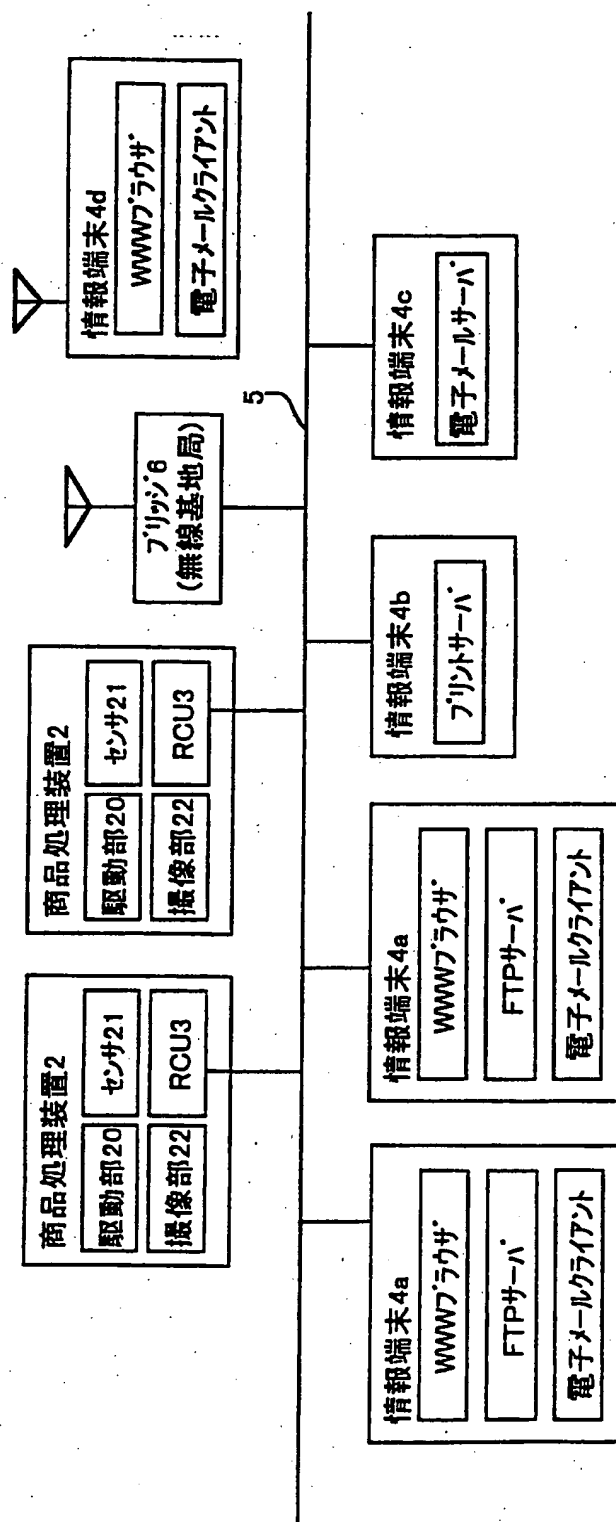 商品処理装置2
駆動部20
センサ21
撮像部22
RCU3
商品処理装置2
駆動部20
センサ21
撮像部22
RCU3
ブリッジ6
(無線基地局)
情報端末4d
WWWブラウザ
電子メールクライアント
5
情報端末4a
WWWブラウザ
FTPサーバ
電子メールクライアント
情報端末4a
WWWブラウザ
FTPサーバ
電子メールクライアント
情報端末4b
プリントサーバ
情報端末4c
電子メールサーバ